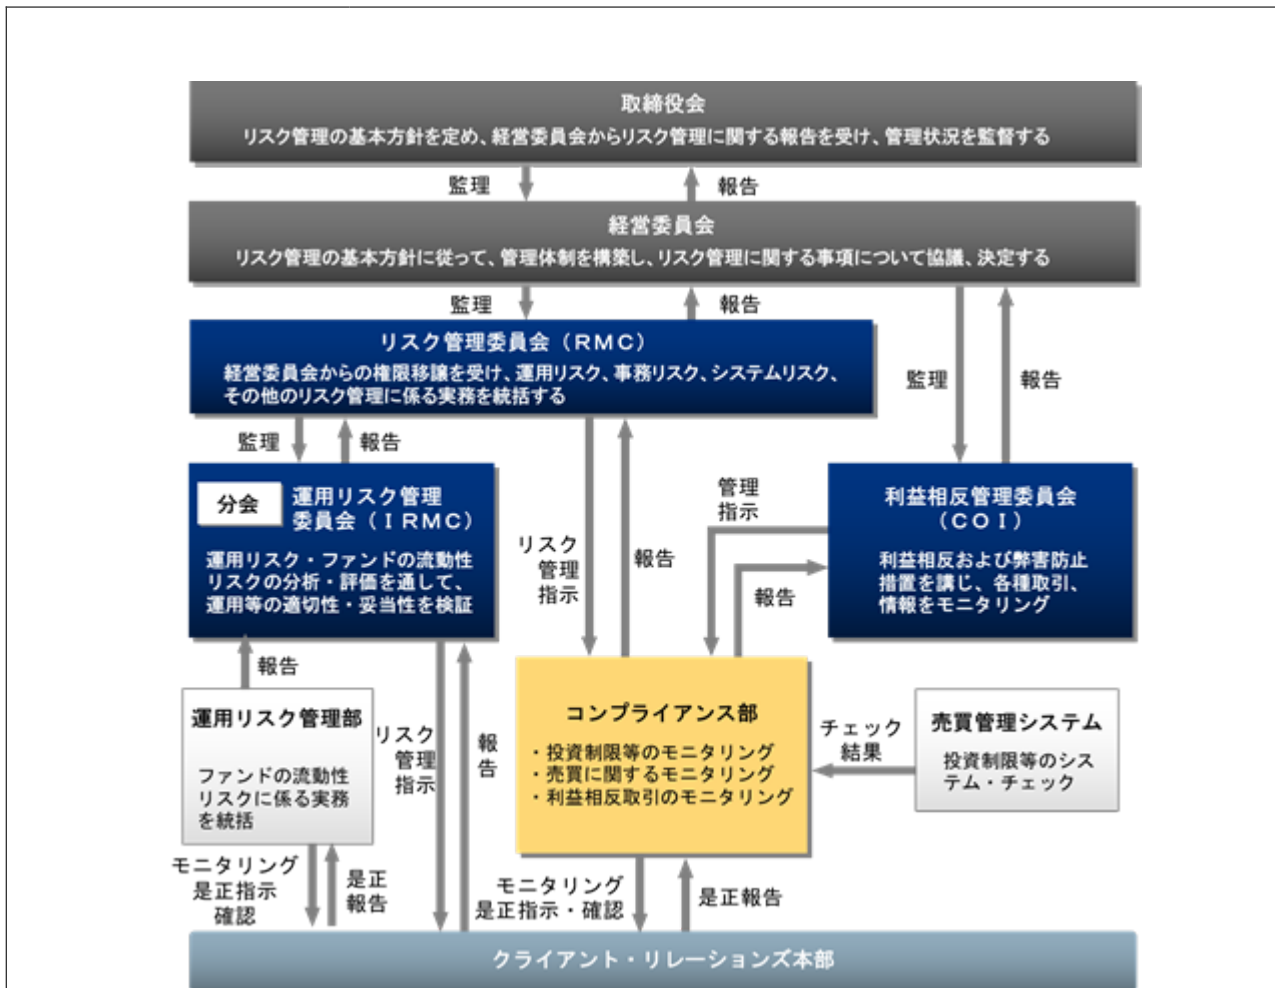 取締役会
リスク管理の基本方針を定め、経営委員会からリスク管理に関する報告を受け、管理状況を監督する
監理
報告
経営委員会
リスク管理の基本方針に従って、管理体制を構築し、リスク管理に関する事項について協議、決定する
監理
報告
リスク管理委員会（RMC）
経営委員会からの権限移譲を受け、運用リスク、事務リスク、システムリスク、
その他のリスク管理に係る実務を統括する
監理
報告
監理
報告
分会
運用リスク管理
委員会（IRMC）
運用リスク・ファンドの流動性
リスクの分析・評価を通して、
運用等の適切性・妥当性を検証
リスク
管理
指示
報告
管理
指示
報告
利益相反管理委員会
（COI）
利益相反および弊害防止
措置を講じ、各種取引、
情報をモニタリング
報告
運用リスク管理部
ファンドの流動性
リスクに係る実務
を統括
リスク
管理
指示
報
告
コンプライアンス部
・投資制限等のモニタリング
・売買に関するモニタリング
・利益相反取引のモニタリング
チェック
結果
売買管理システム
投資制限等のシス
テム・チェック
モニタリング
是正指示
確認
是正
報告
モニタリング
是正指示・確認
是正報告
クライアント・リレーションズ本部